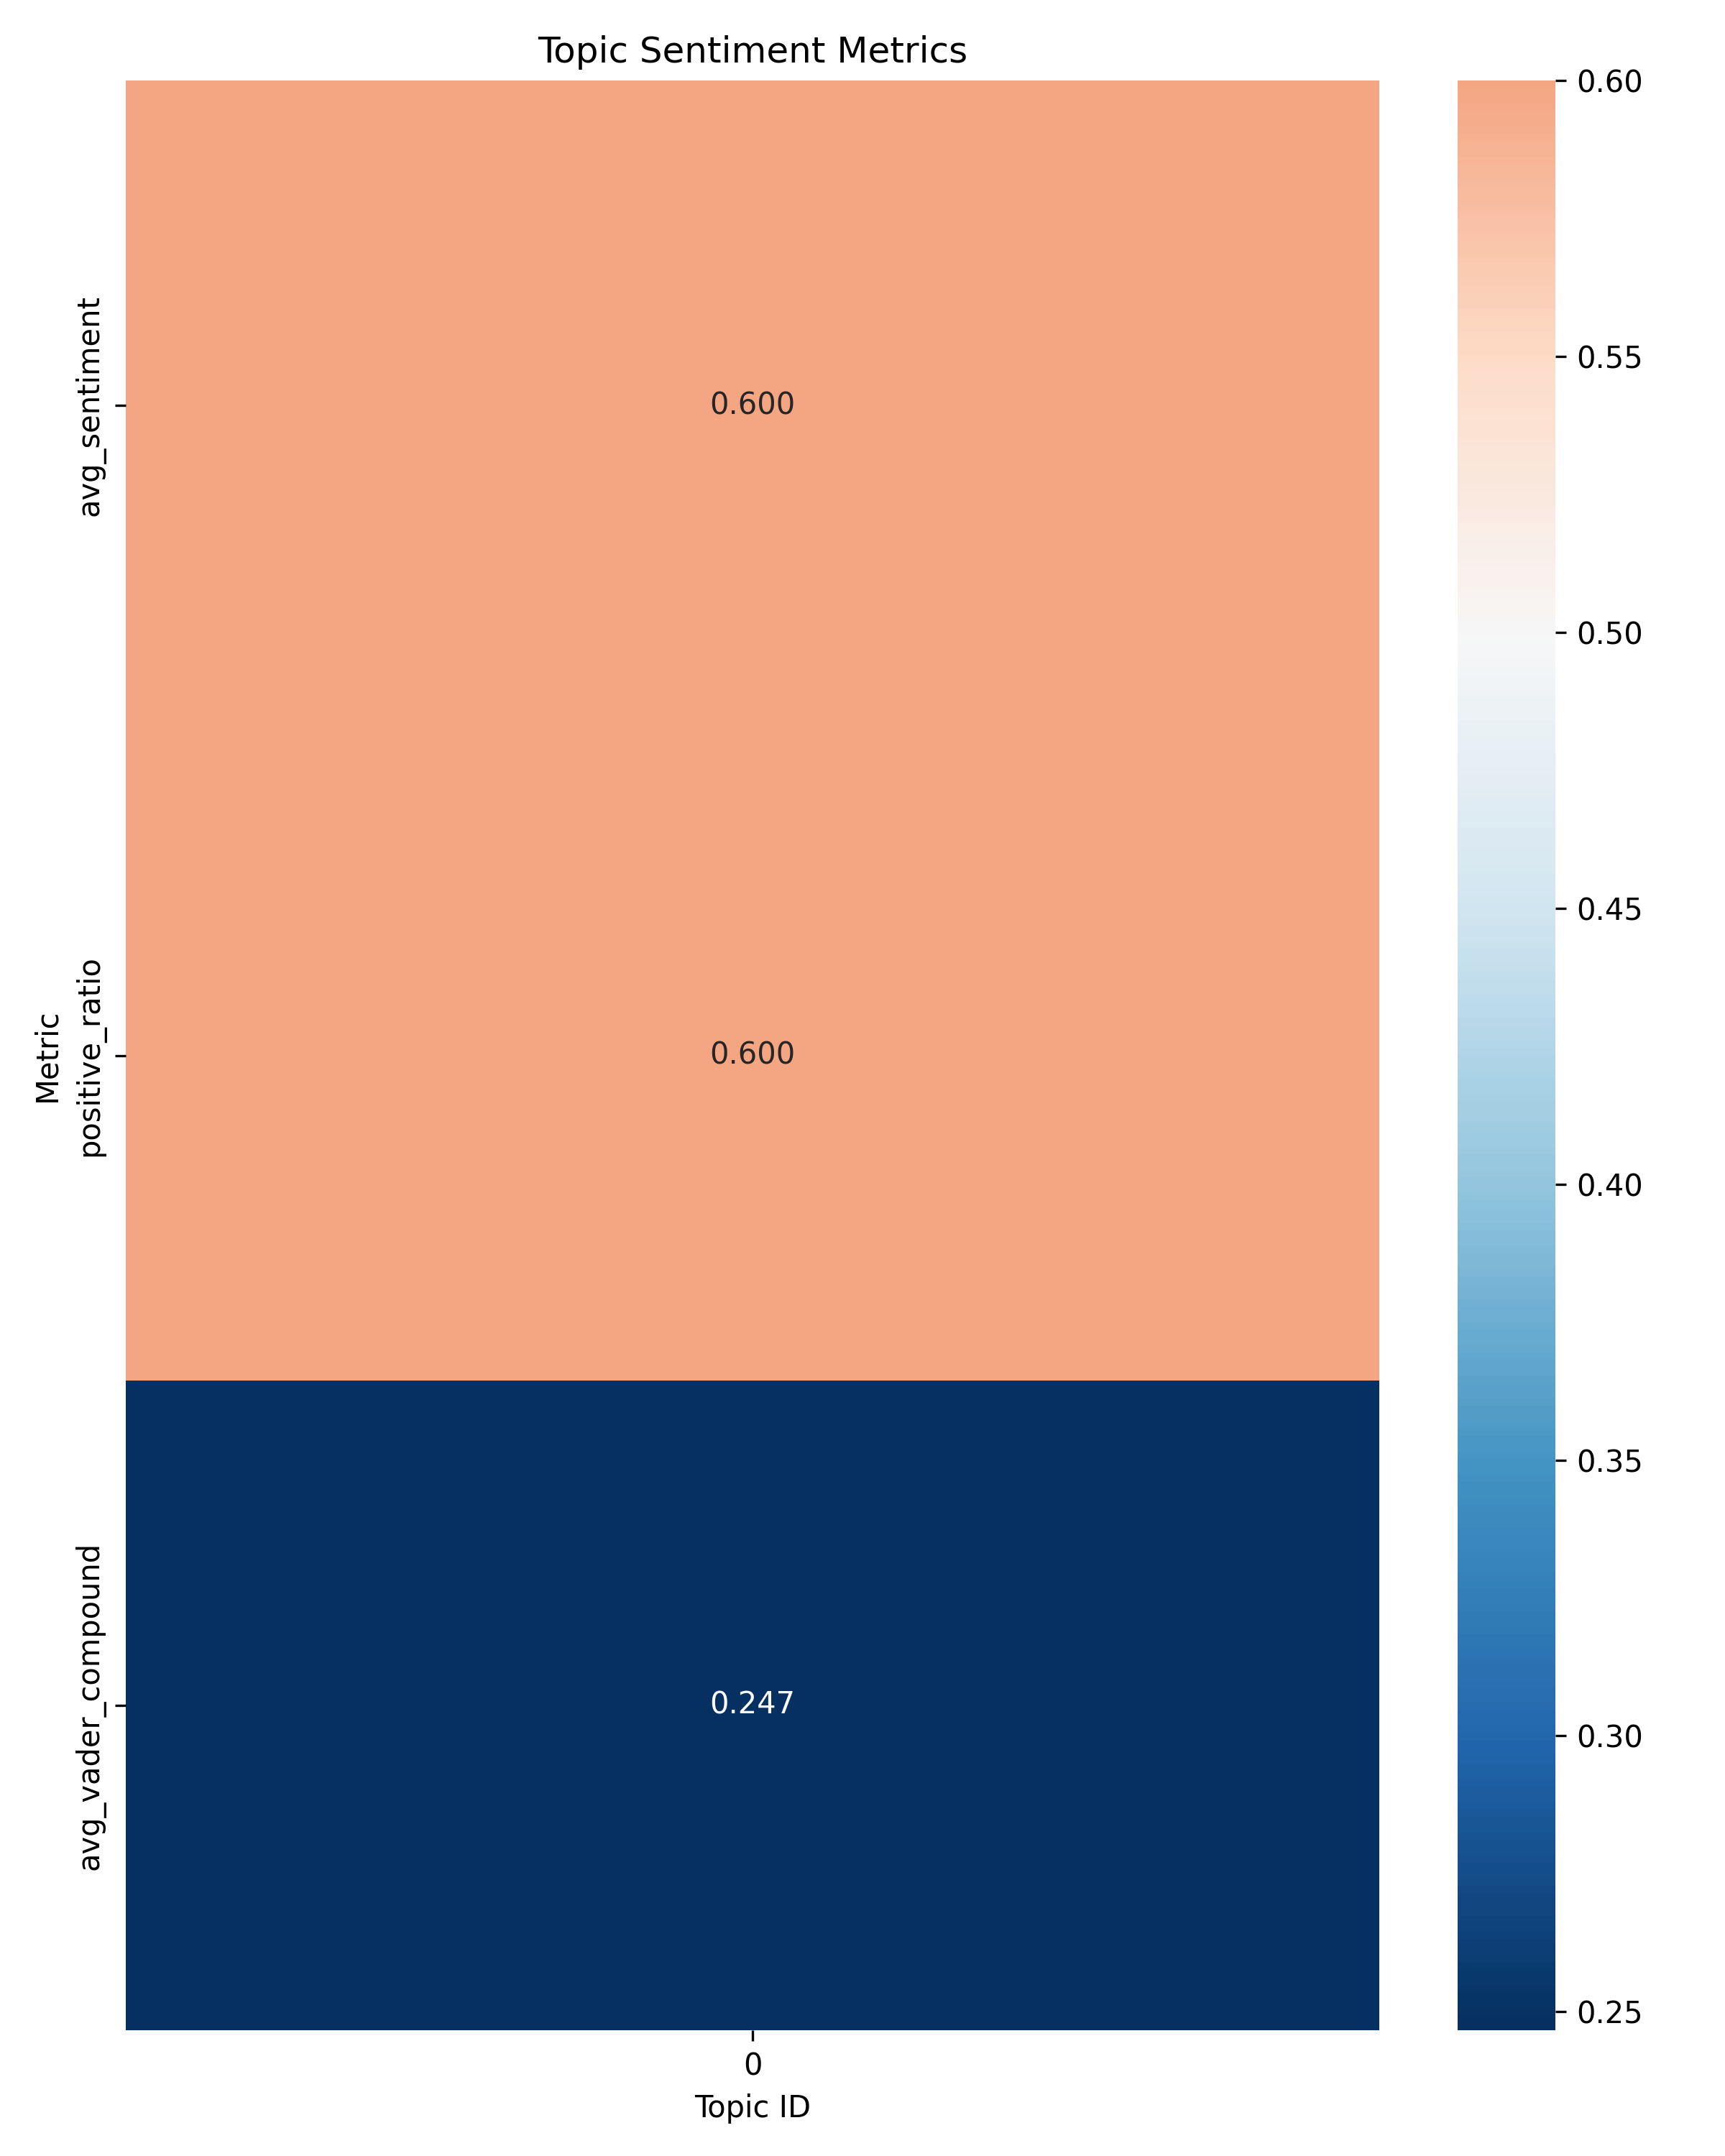 Topic Sentiment Metrics
Metric
avg_sentiment
positive_ratio
avg_vader_compound
0.600
0.600
0.247
0
Topic ID
0.60
0.55
0.50
0.45
0.40
0.35
0.30
0.25